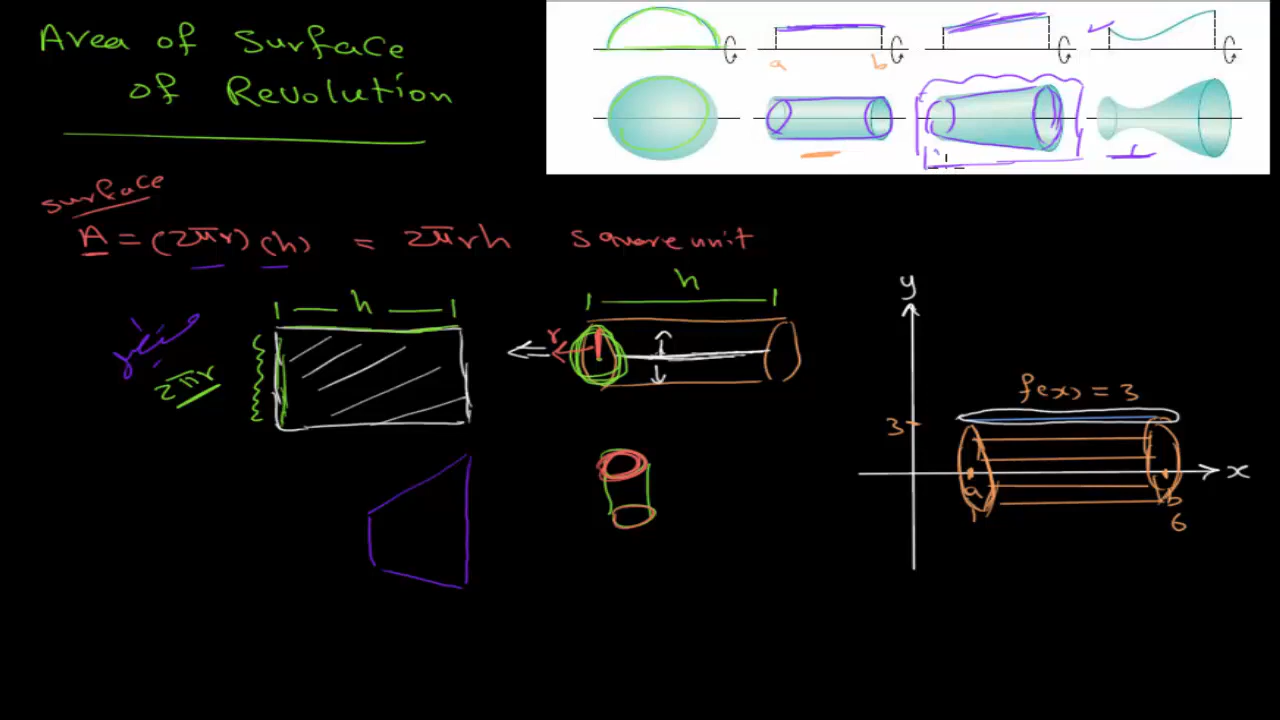 Area of surface
of Revolution
a b
surface
A = (2πr) (h) = 2πrh square unit
h
h
r
2πr
y
f(x) = 3
3
x
a
b
1
6